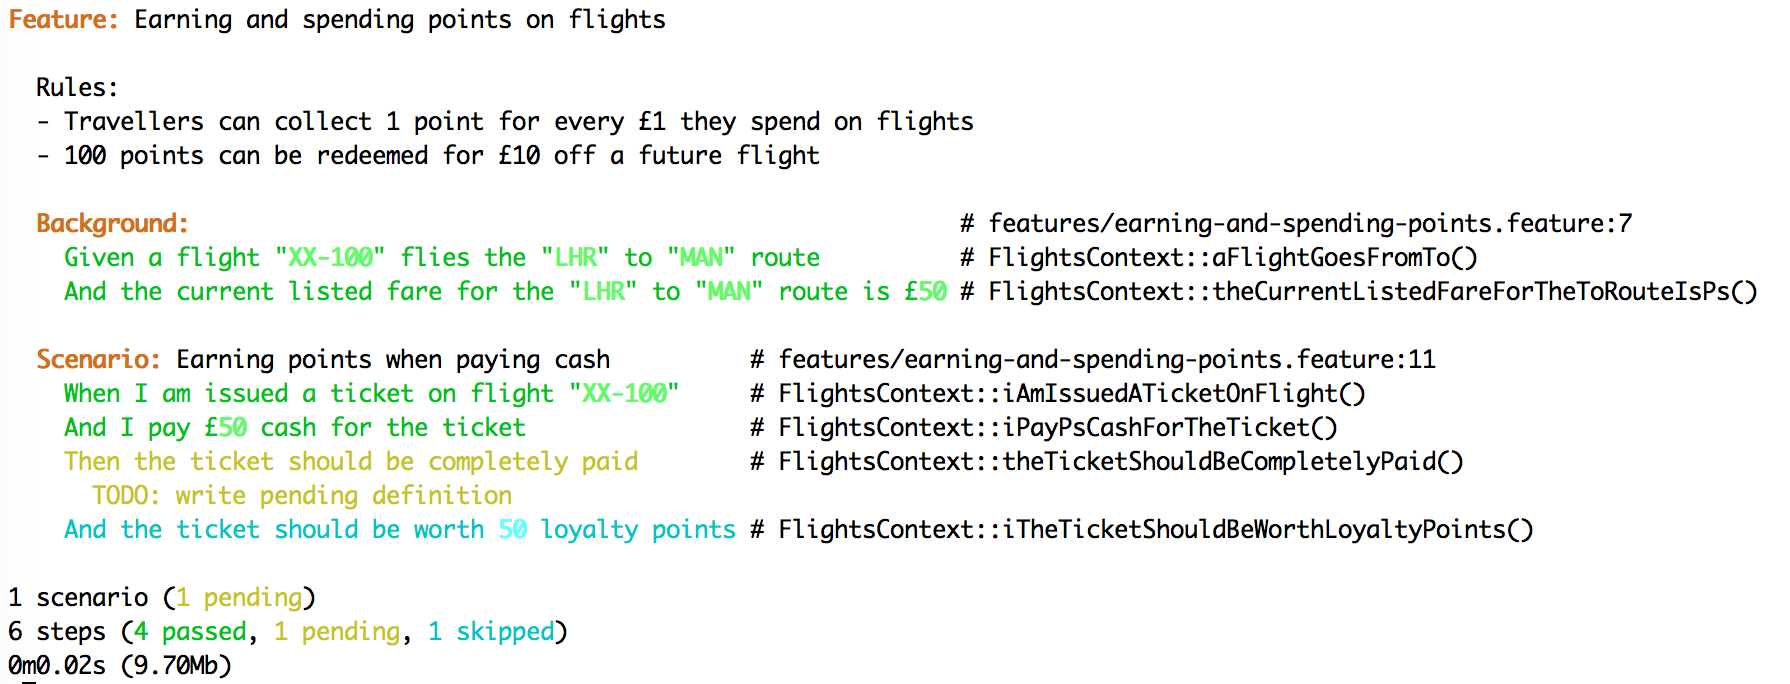 Feature: Earning and spending points on flights
Rules:
- Travellers can collect 1 point for every £1 they spend on flights
- 100 points can be redeemed for £10 off a future flight
Background: # features/earning-and-spending-points.feature:7
Given a flight "XX-100" flies the "LHR" to "MAN" route # FlightsContext::aFlightGoesFromTo()
And the current listed fare for the "LHR" to "MAN" route is £50 # FlightsContext::theCurrentListedFareForTheToRouteIsPs()
Scenario: Earning points when paying cash # features/earning-and-spending-points.feature:11
When I am issued a ticket on flight "XX-100" # FlightsContext::iAmIssuedATicketOnFlight()
And I pay £50 cash for the ticket # FlightsContext::iPayPsCashForTheTicket()
Then the ticket should be completely paid # FlightsContext::theTicketShouldBeCompletelyPaid()
TODO: write pending definition
And the ticket should be worth 50 loyalty points # FlightsContext::iTheTicketShouldBeWorthLoyaltyPoints()
1 scenario (1 pending)
6 steps (4 passed, 1 pending, 1 skipped)
0m0.02s (9.70Mb)